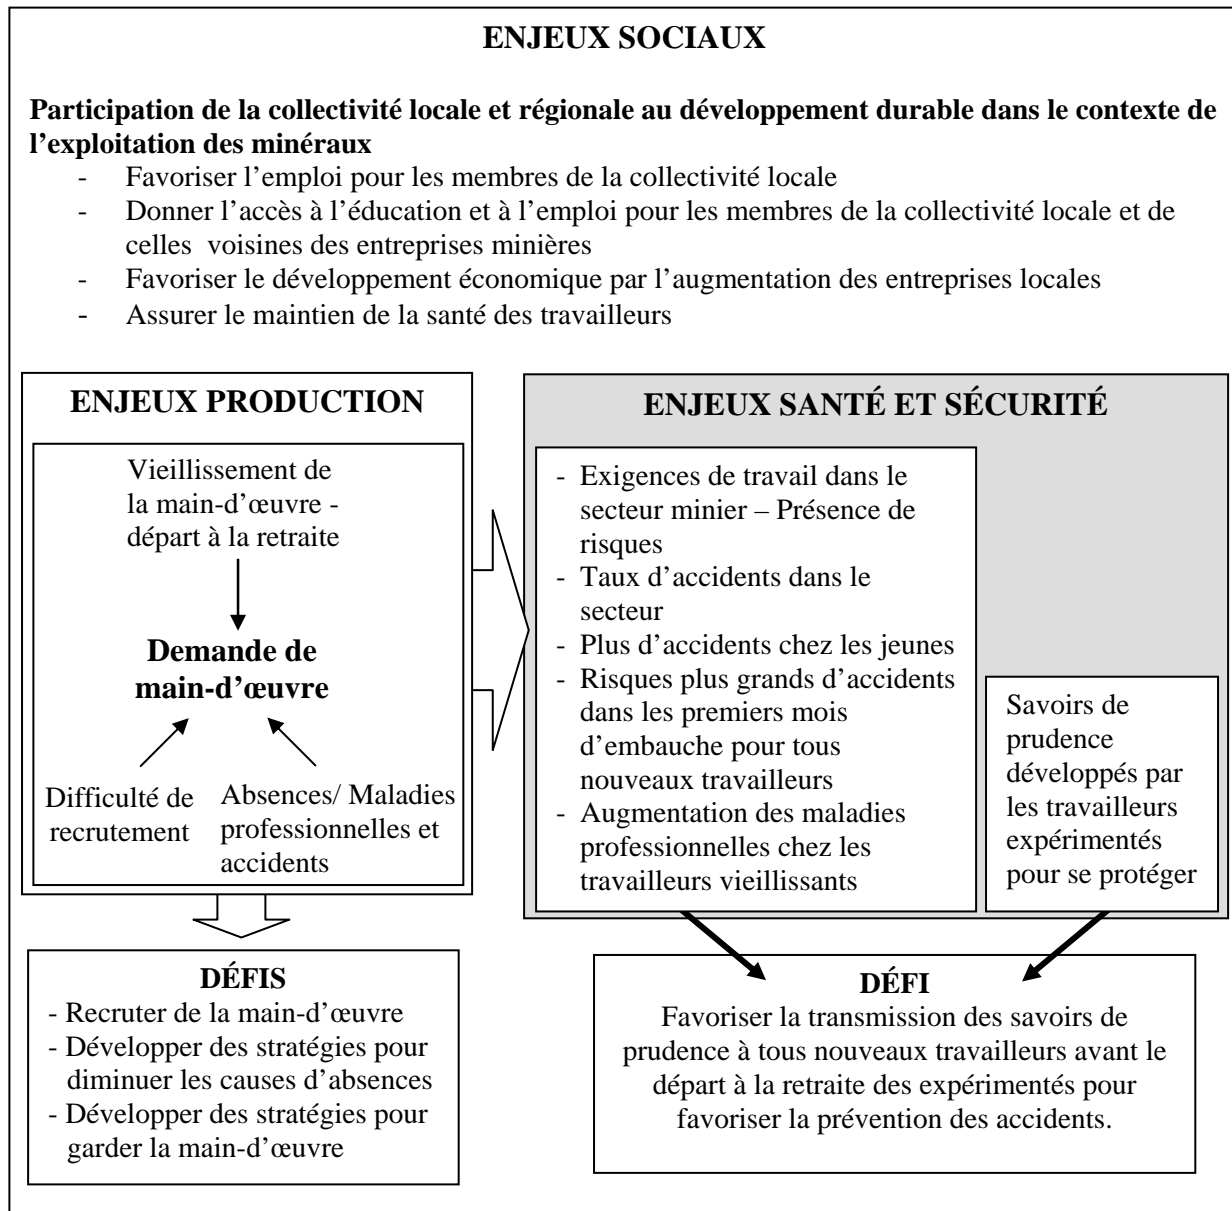 ENJEUX SOCIAUX
Participation de la collectivité locale et régionale au développement durable dans le contexte de
l’exploitation des minéraux
- Favoriser l’emploi pour les membres de la collectivité locale
- Donner l’accès à l’éducation et à l’emploi pour les membres de la collectivité locale et de
celles voisines des entreprises minières
- Favoriser le développement économique par l’augmentation des entreprises locales
- Assurer le maintien de la santé des travailleurs
ENJEUX PRODUCTION
Vieillissement de
la main-d’œuvre -
départ à la retraite
Demande de
main-d’œuvre
Difficulté de
recrutement
Absences/ Maladies
professionnelles et
accidents
ENJEUX SANTÉ ET SÉCURITÉ
- Exigences de travail dans le
secteur minier – Présence de
risques
- Taux d’accidents dans le
secteur
- Plus d’accidents chez les jeunes
- Risques plus grands d’accidents
dans les premiers mois
d’embauche pour tous
nouveaux travailleurs
- Augmentation des maladies
professionnelles chez les
travailleurs vieillissants
Savoirs de
prudence
développés par
les travailleurs
expérimentés
pour se protéger
DÉFIS
- Recruter de la main-d’œuvre
- Développer des stratégies pour
diminuer les causes d’absences
- Développer des stratégies pour
garder la main-d’œuvre
DÉFI
Favoriser la transmission des savoirs de
prudence à tous nouveaux travailleurs avant le
départ à la retraite des expérimentés pour
favoriser la prévention des accidents.